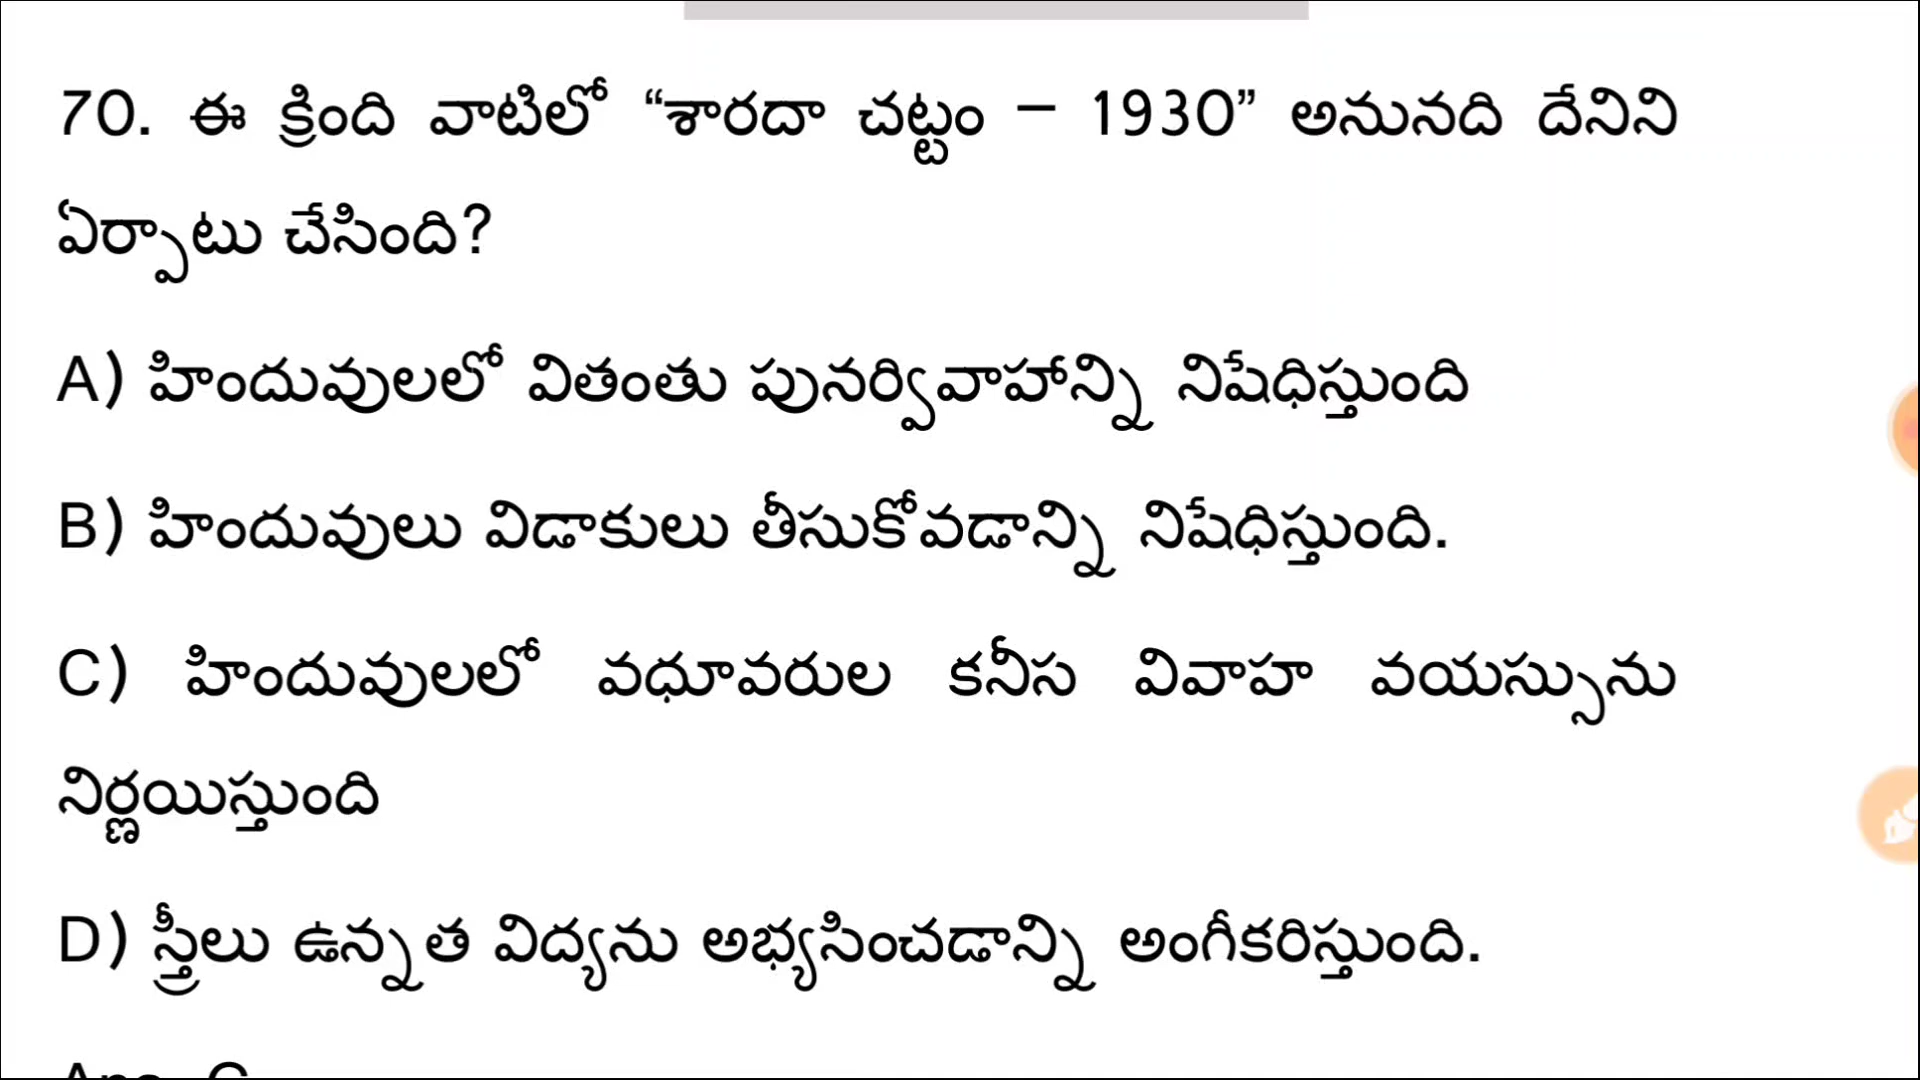 70. ఈ క్రింది వాటిలో “శారదా చట్టం – 1930” అనునది దేనిని
ఏర్పాటు చేసింది?
A) హిందువులలో వితంతు పునర్వివాహాన్ని నిషేధిస్తుంది
B) హిందువులు విడాకులు తీసుకోవడాన్ని నిషేధిస్తుంది.
C) హిందువులలో వధూవరుల కనీస వివాహ వయస్సును
నిర్ణయిస్తుంది
D) స్త్రీలు ఉన్నత విద్యను అభ్యసించడాన్ని అంగీకరిస్తుంది.